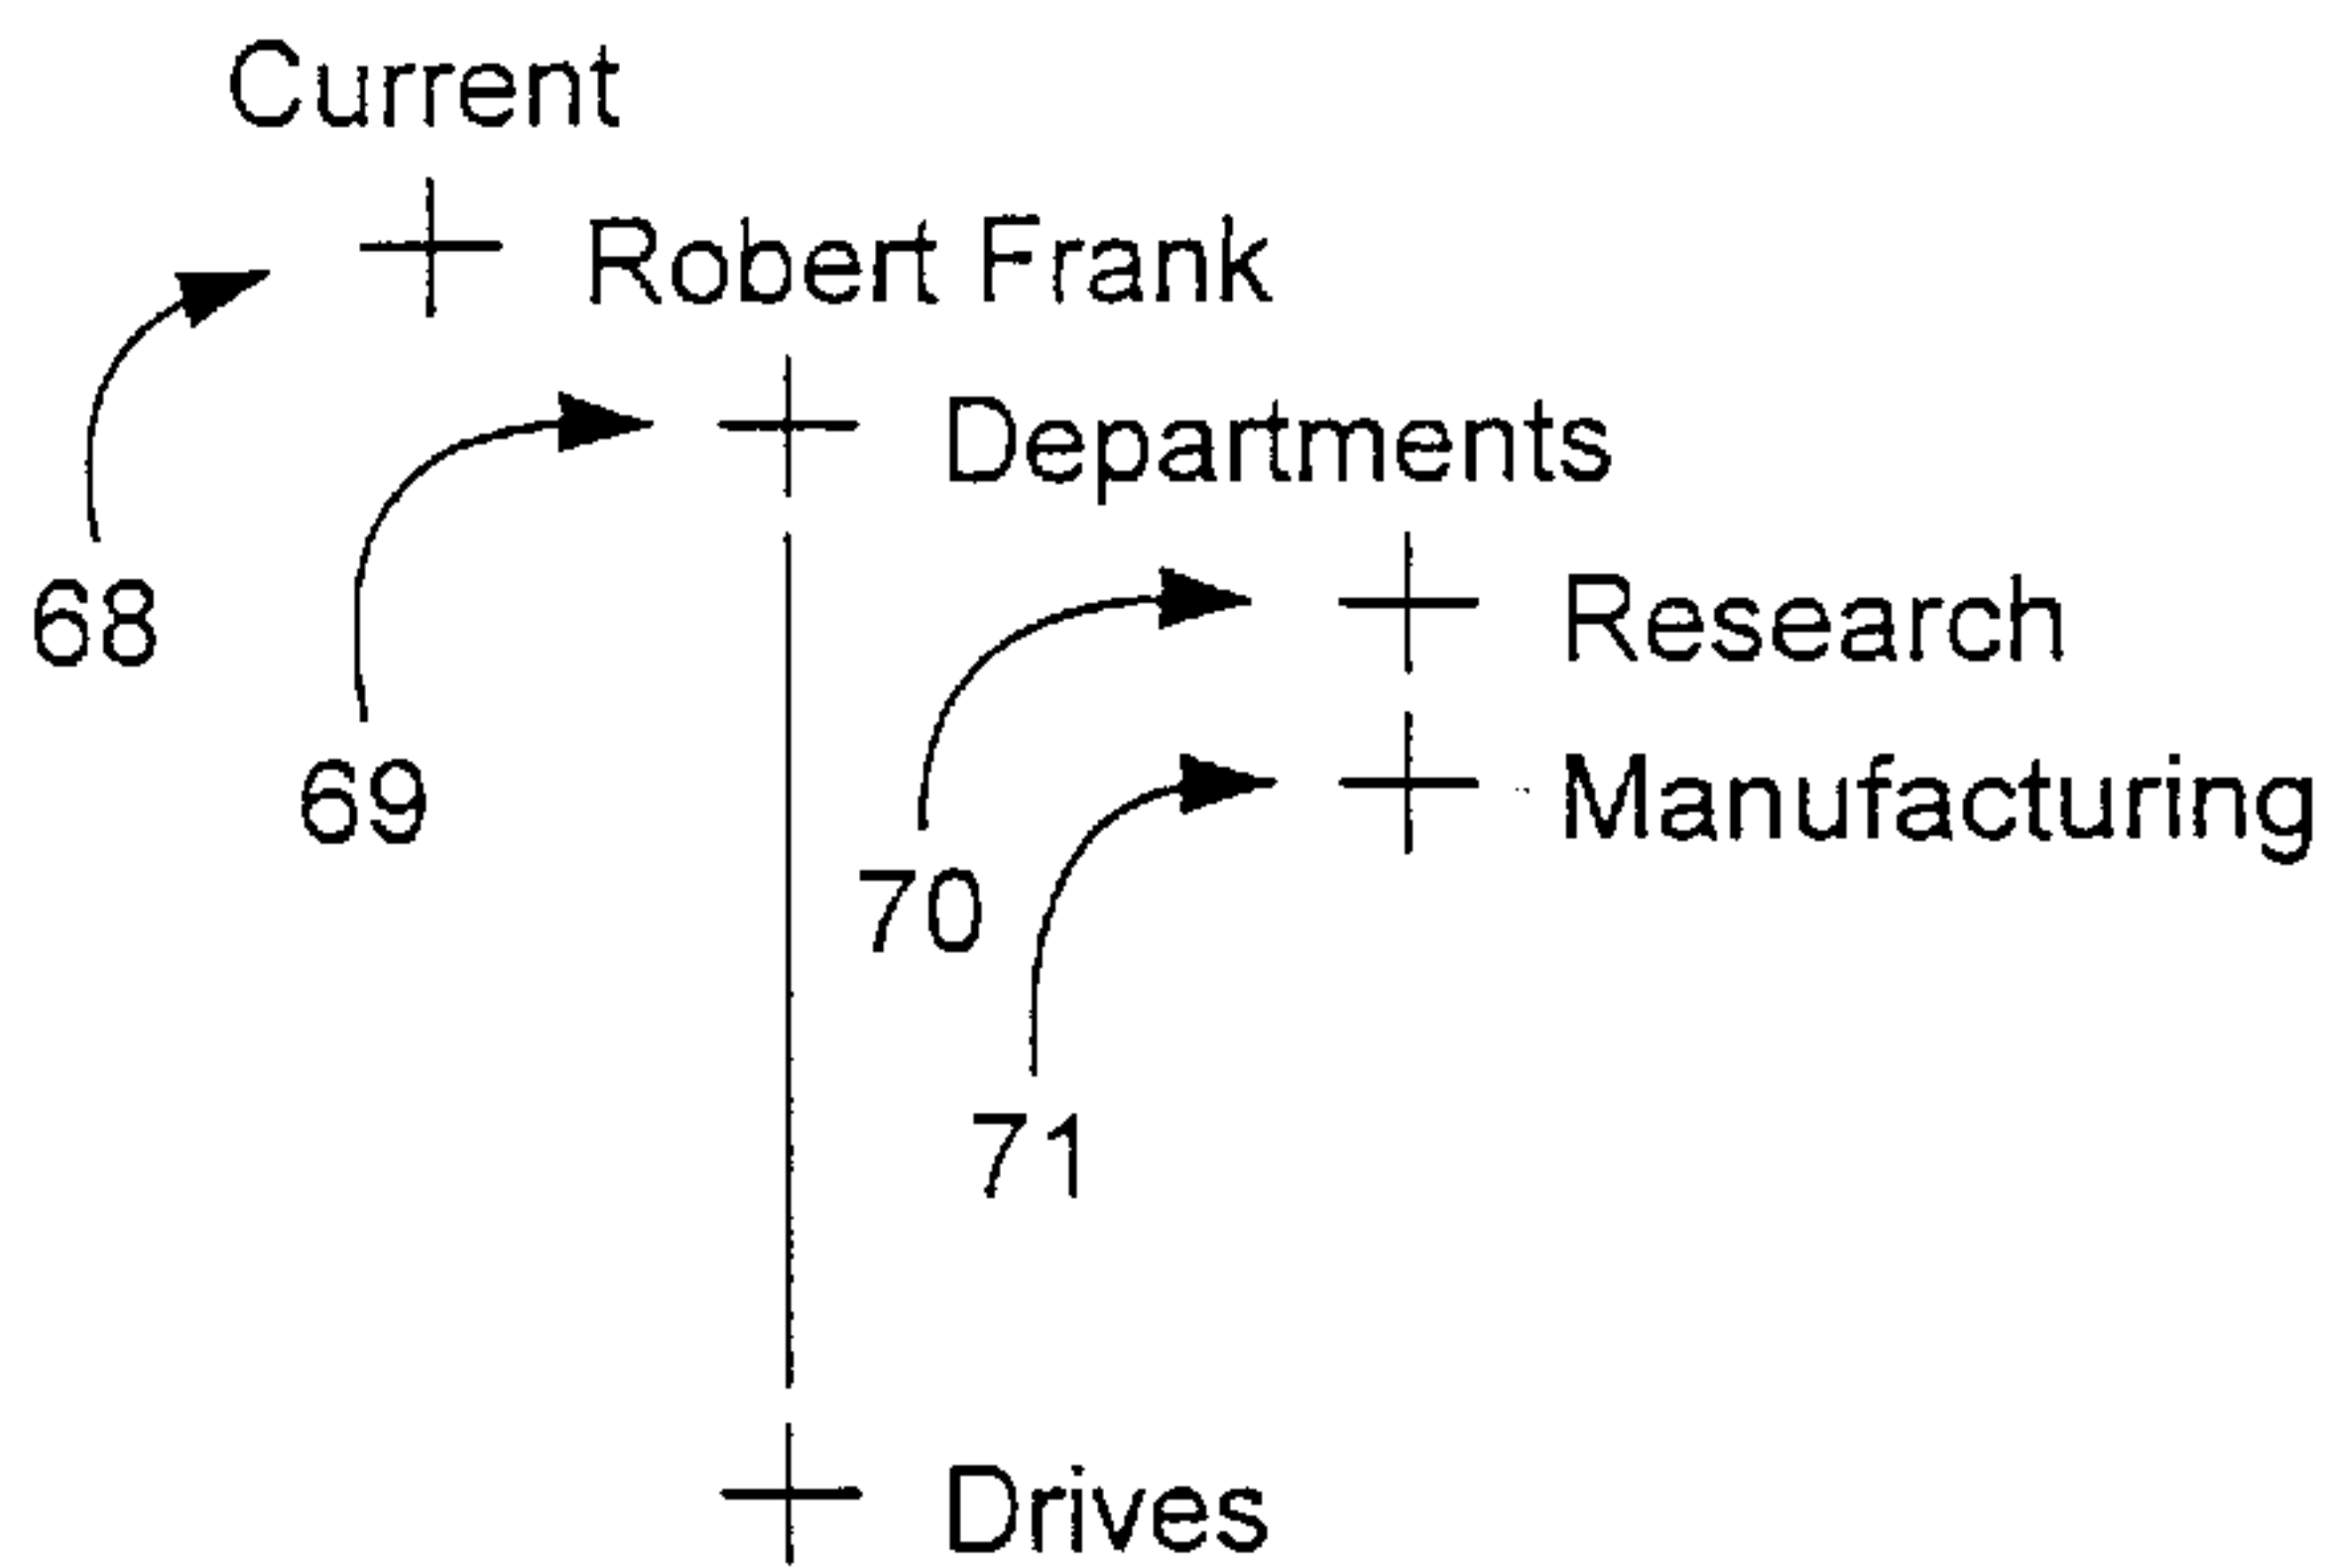 Current
Robert Frank
Departments
68
Research
69
Manufacturing
70
71
Drives